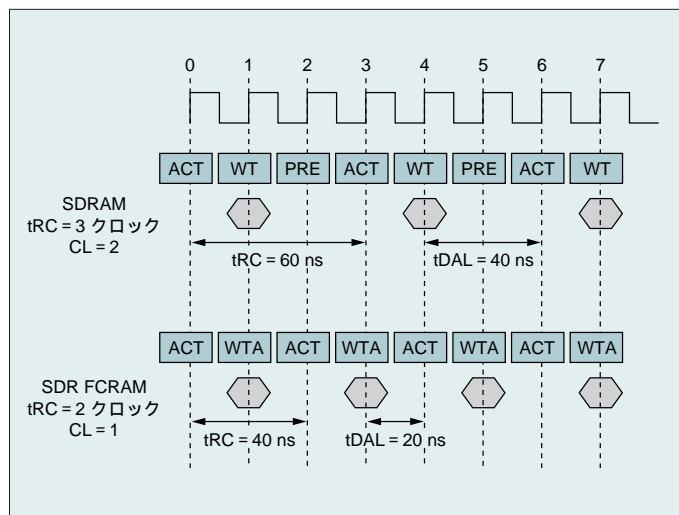 0 1 2 3 4 5 6 7
ACT WT PRE ACT WT PRE ACT WT
SDRAM
tRC = 3 クロック
CL = 2
tRC = 60 ns
tDAL = 40 ns
ACT WTA ACT WTA ACT WTA ACT WTA
SDR FCRAM
tRC = 2 クロック
CL = 1
tRC = 40 ns
tDAL = 20 ns